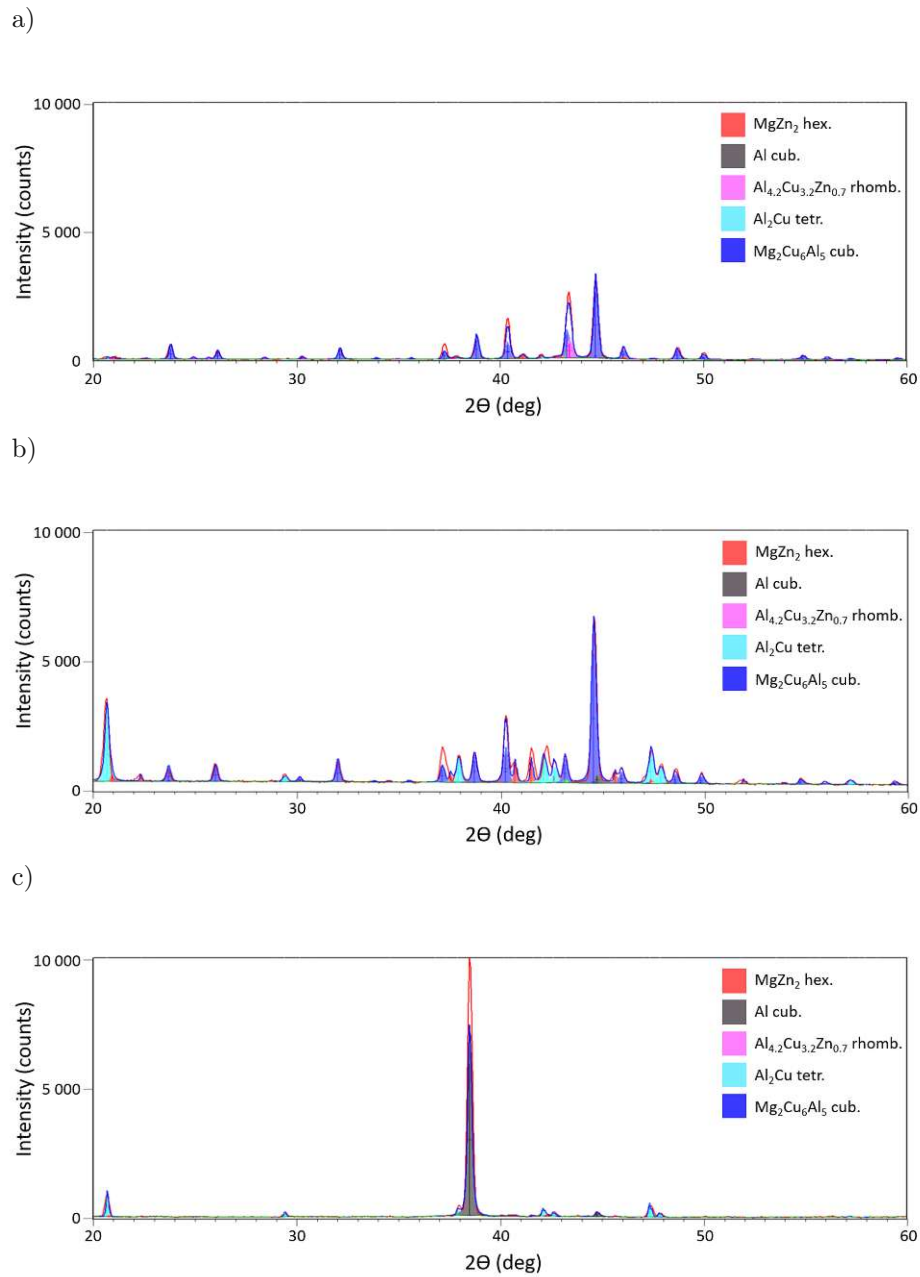 a)
10 000
5 000
0
Intensity (counts)
MgZn₂ hex.
Al cub.
Al₄.₂Cu₃.₂Zn₀.₇ rhomb.
Al₂Cu tetr.
Mg₂Cu₆Al₅ cub.
20 30 40 50 60
2Θ (deg)
b)
10 000
5 000
0
Intensity (counts)
MgZn₂ hex.
Al cub.
Al₄.₂Cu₃.₂Zn₀.₇ rhomb.
Al₂Cu tetr.
Mg₂Cu₆Al₅ cub.
20 30 40 50 60
2Θ (deg)
c)
10 000
5 000
0
Intensity (counts)
MgZn₂ hex.
Al cub.
Al₄.₂Cu₃.₂Zn₀.₇ rhomb.
Al₂Cu tetr.
Mg₂Cu₆Al₅ cub.
20 30 40 50 60
2Θ (deg)